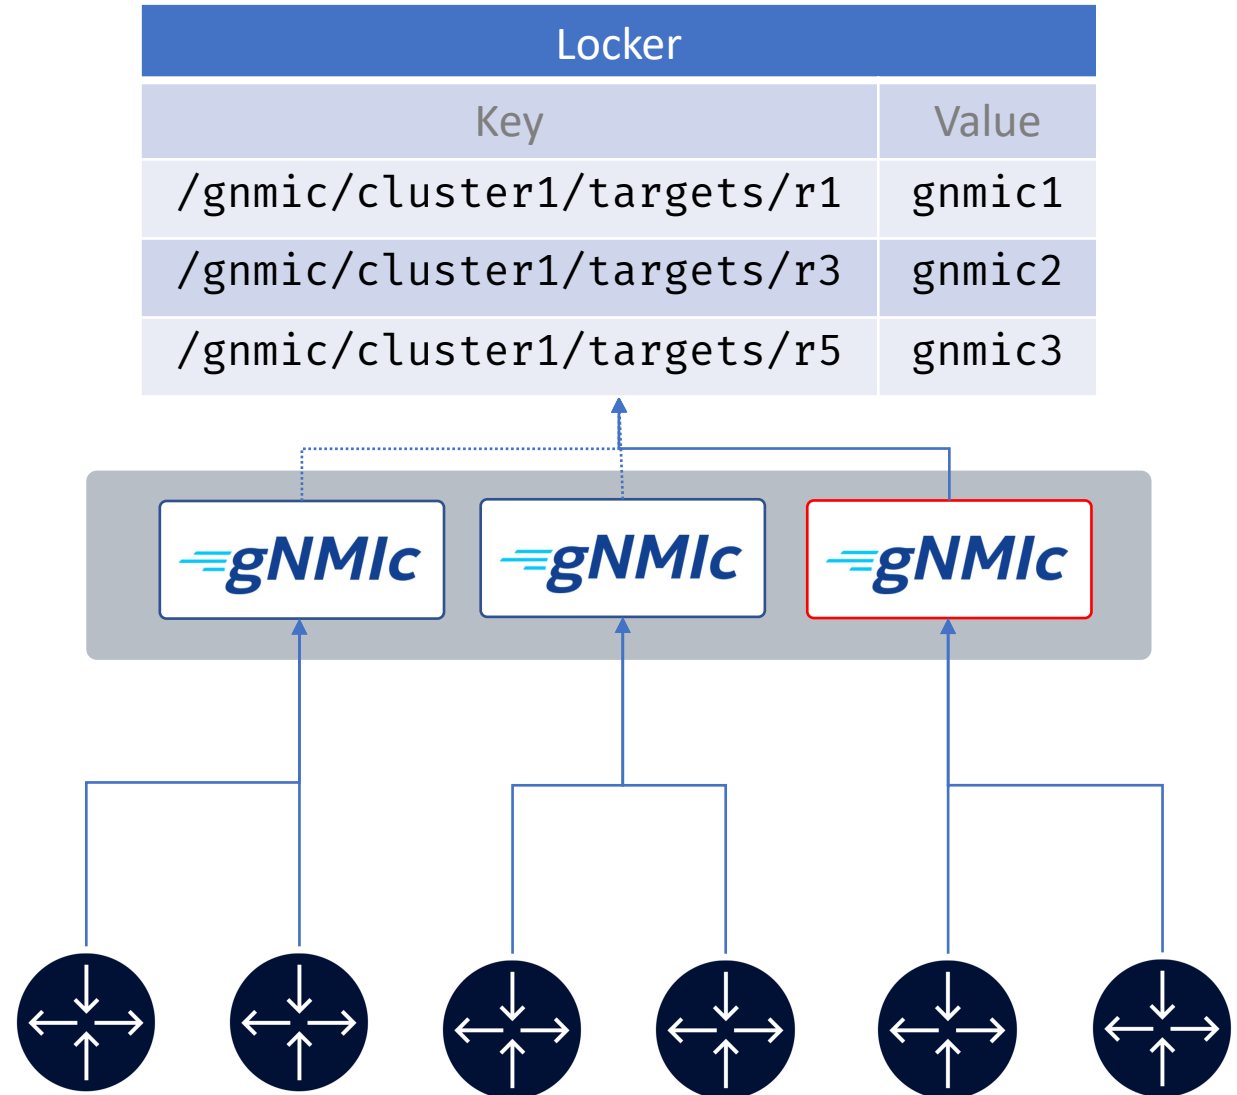 Locker
Key Value
/gnmic/cluster1/targets/r1 gnmic1
/gnmic/cluster1/targets/r3 gnmic2
/gnmic/cluster1/targets/r5 gnmic3
gNMIc gNMIc gNMIc